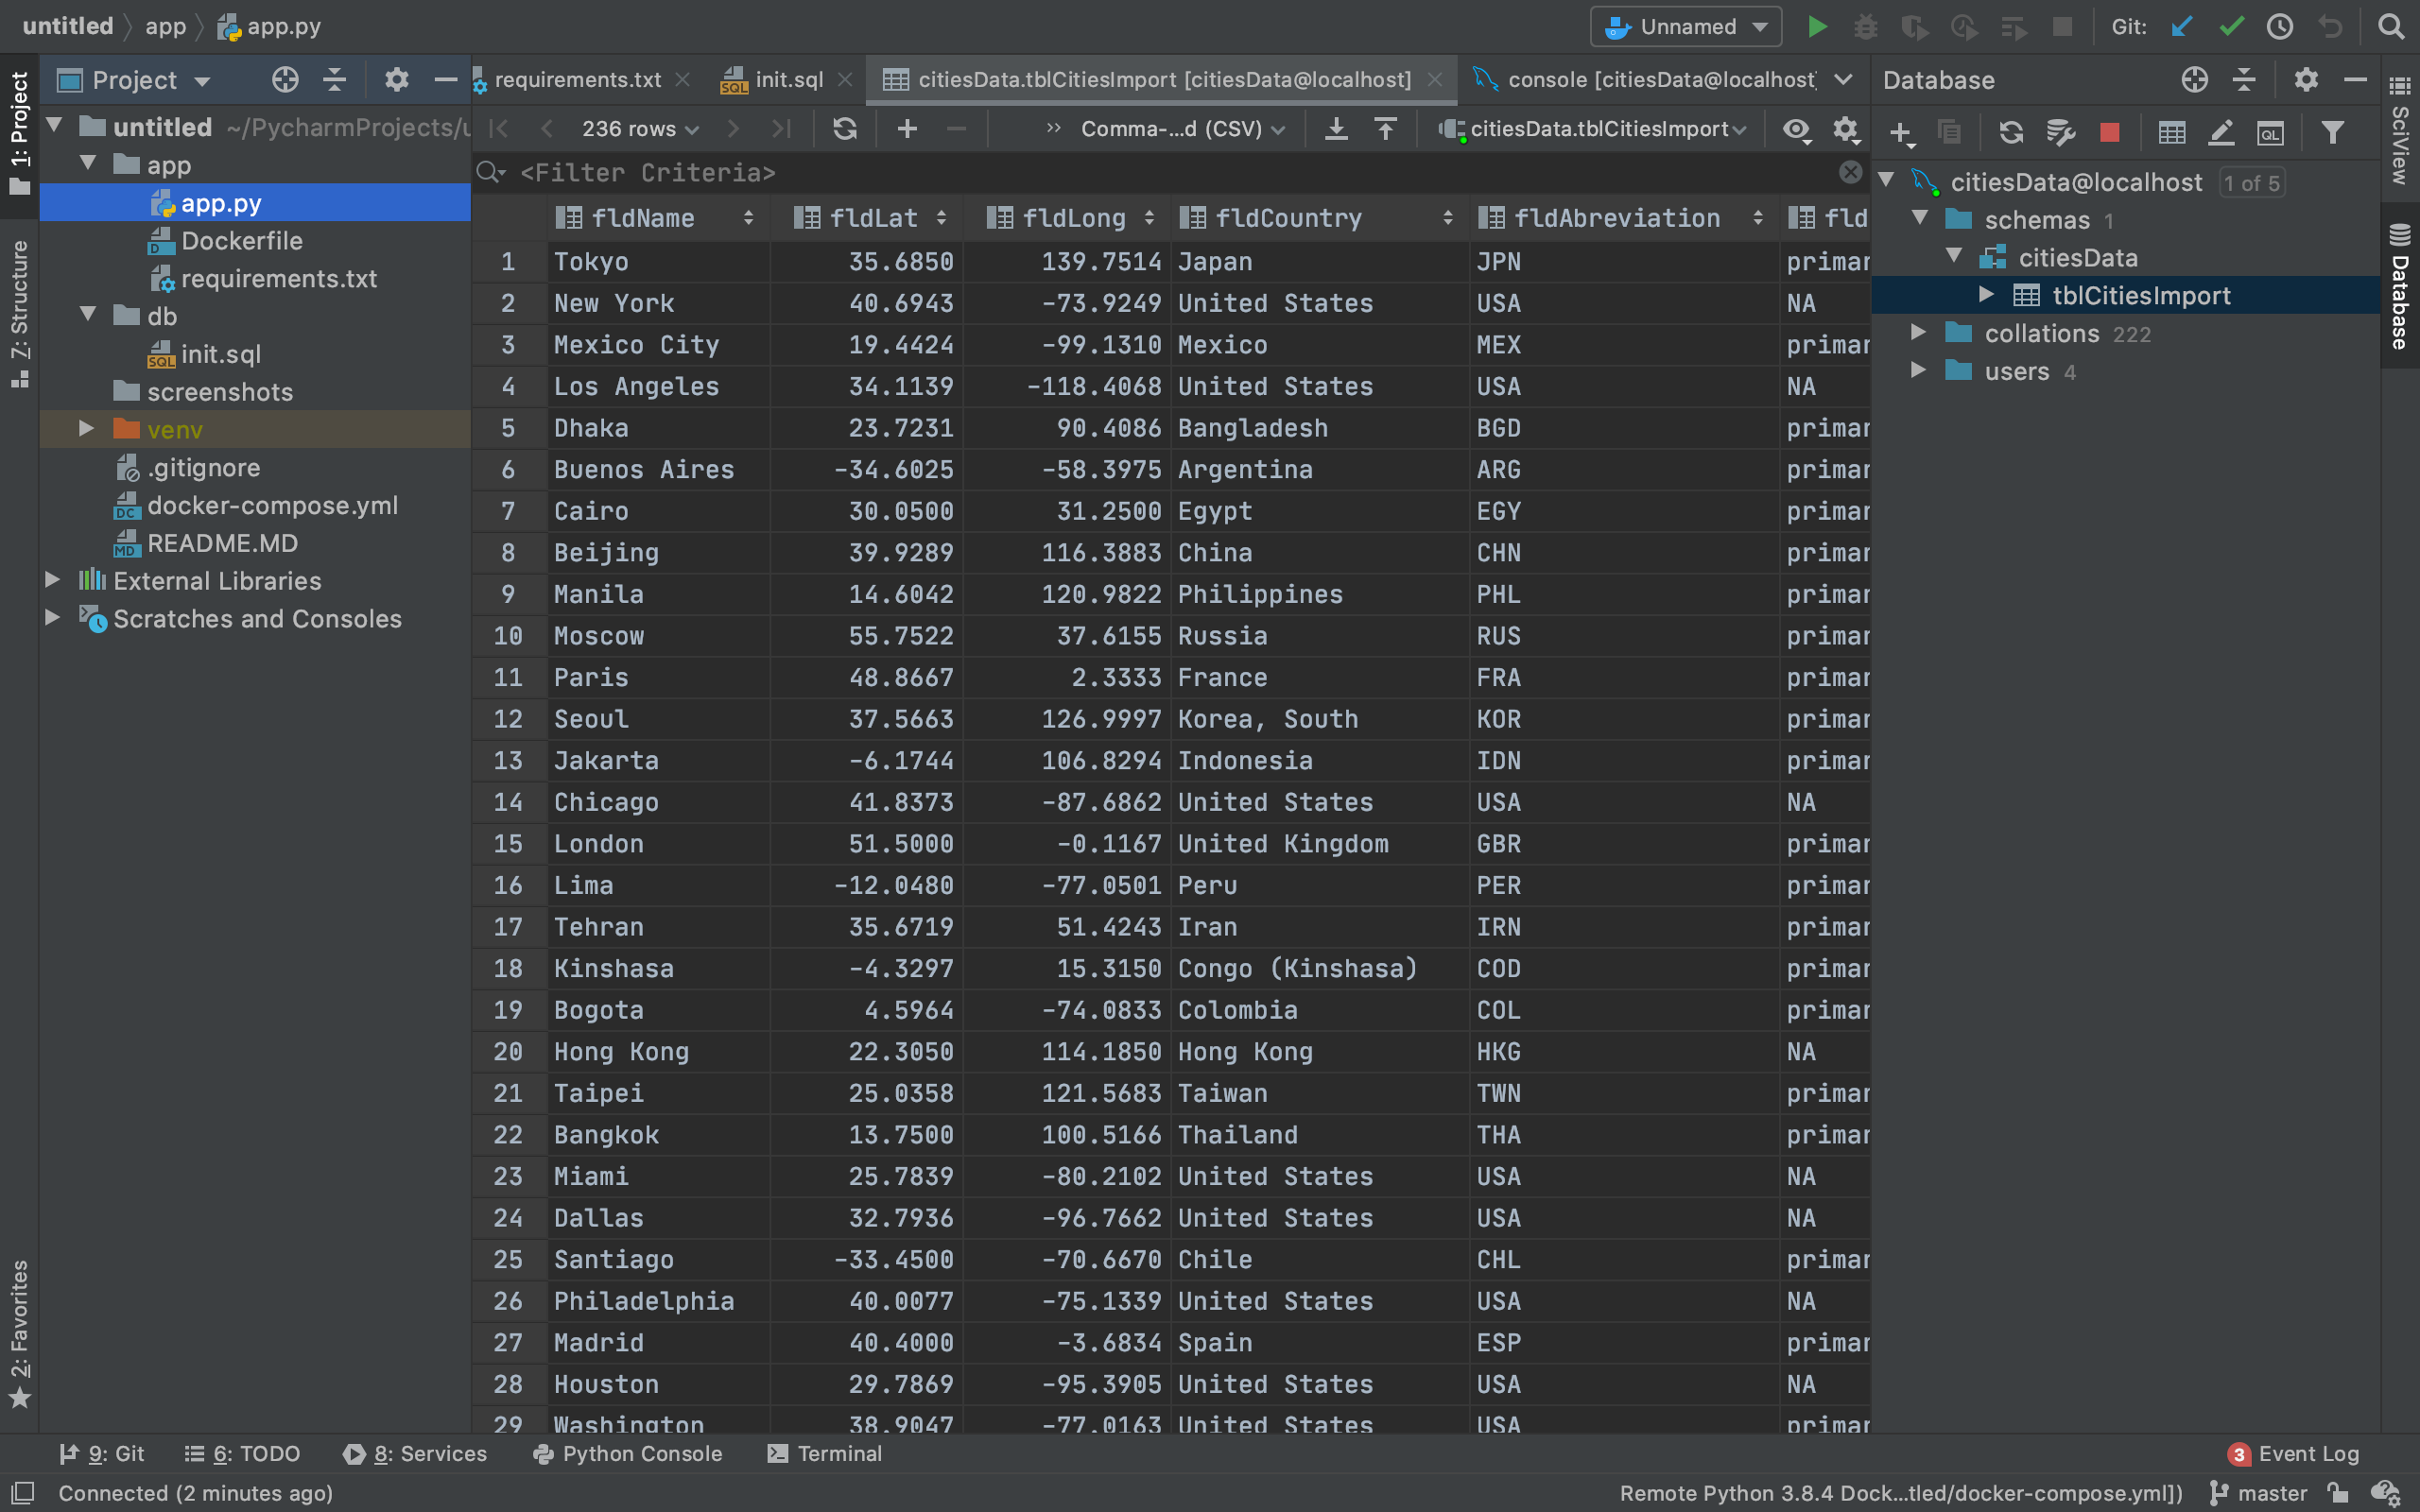 untitled app app.py
Unnamed
Git:
1: Project
7: Structure
2: Favorites
Project
untitled ~/PycharmProjects/u
app
app.py
Dockerfile
requirements.txt
db
init.sql
screenshots
venv
.gitignore
docker-compose.yml
README.MD
External Libraries
Scratches and Consoles
requirements.txt
init.sql
citiesData.tblCitiesImport [citiesData@localhost]
console [citiesData@localhost]
236 rows
Comma-...d (CSV)
citiesData.tblCitiesImport
<Filter Criteria>
fldName fldLat fldLong fldCountry fldAbreviation fld
1 Tokyo 35.6850 139.7514 Japan JPN primar
2 New York 40.6943 -73.9249 United States USA NA
3 Mexico City 19.4424 -99.1310 Mexico MEX primar
4 Los Angeles 34.1139 -118.4068 United States USA NA
5 Dhaka 23.7231 90.4086 Bangladesh BGD primar
6 Buenos Aires -34.6025 -58.3975 Argentina ARG primar
7 Cairo 30.0500 31.2500 Egypt EGY primar
8 Beijing 39.9289 116.3883 China CHN primar
9 Manila 14.6042 120.9822 Philippines PHL primar
10 Moscow 55.7522 37.6155 Russia RUS primar
11 Paris 48.8667 2.3333 France FRA primar
12 Seoul 37.5663 126.9997 Korea, South KOR primar
13 Jakarta -6.1744 106.8294 Indonesia IDN primar
14 Chicago 41.8373 -87.6862 United States USA NA
15 London 51.5000 -0.1167 United Kingdom GBR primar
16 Lima -12.0480 -77.0501 Peru PER primar
17 Tehran 35.6719 51.4243 Iran IRN primar
18 Kinshasa -4.3297 15.3150 Congo (Kinshasa) COD primar
19 Bogota 4.5964 -74.0833 Colombia COL primar
20 Hong Kong 22.3050 114.1850 Hong Kong HKG NA
21 Taipei 25.0358 121.5683 Taiwan TWN primar
22 Bangkok 13.7500 100.5166 Thailand THA primar
23 Miami 25.7839 -80.2102 United States USA NA
24 Dallas 32.7936 -96.7662 United States USA NA
25 Santiago -33.4500 -70.6670 Chile CHL primar
26 Philadelphia 40.0077 -75.1339 United States USA NA
27 Madrid 40.4000 -3.6834 Spain ESP primar
28 Houston 29.7869 -95.3905 United States USA NA
29 Washington 38.9047 -77.0163 United States USA primar
Database
citiesData@localhost 1 of 5
schemas 1
citiesData
tblCitiesImport
collations 222
users 4
SciView
Database
9: Git
6: TODO
8: Services
Python Console
Terminal
3 Event Log
Connected (2 minutes ago)
Remote Python 3.8.4 Dock...tled/docker-compose.yml])
master